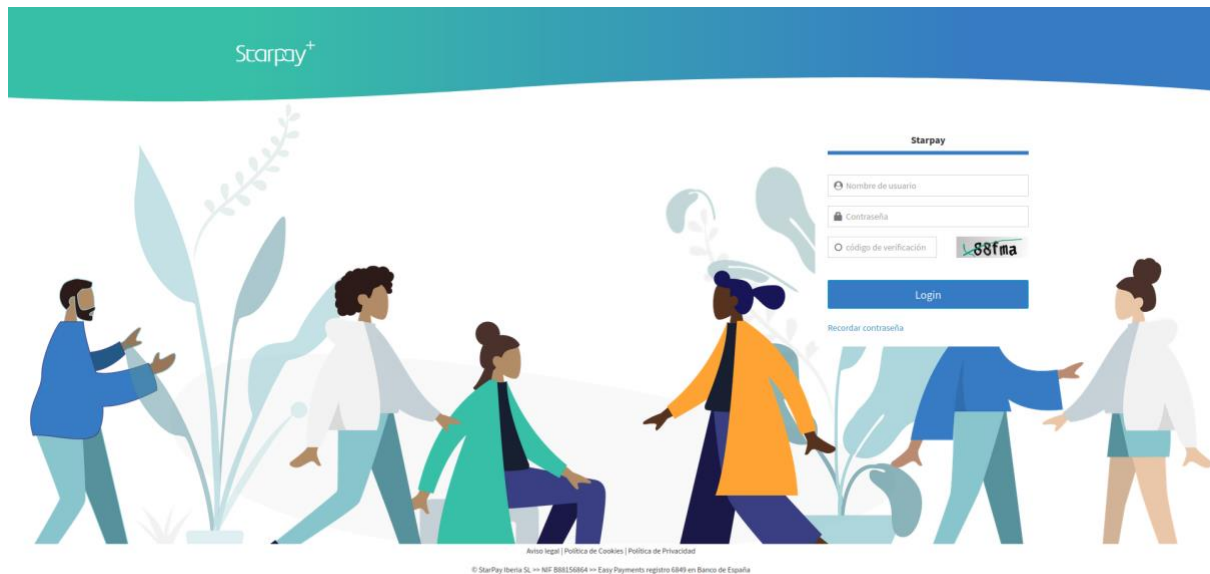 Starpay+
Starpay
Nombre de usuario
Contraseña
código de verificación
88fma
Login
Recordar contraseña
Aviso legal | Política de Cookies | Política de Privacidad
© StarPay Iberia SL == NIF B88156864 == Easy Payments registro 6849 en Banco de España